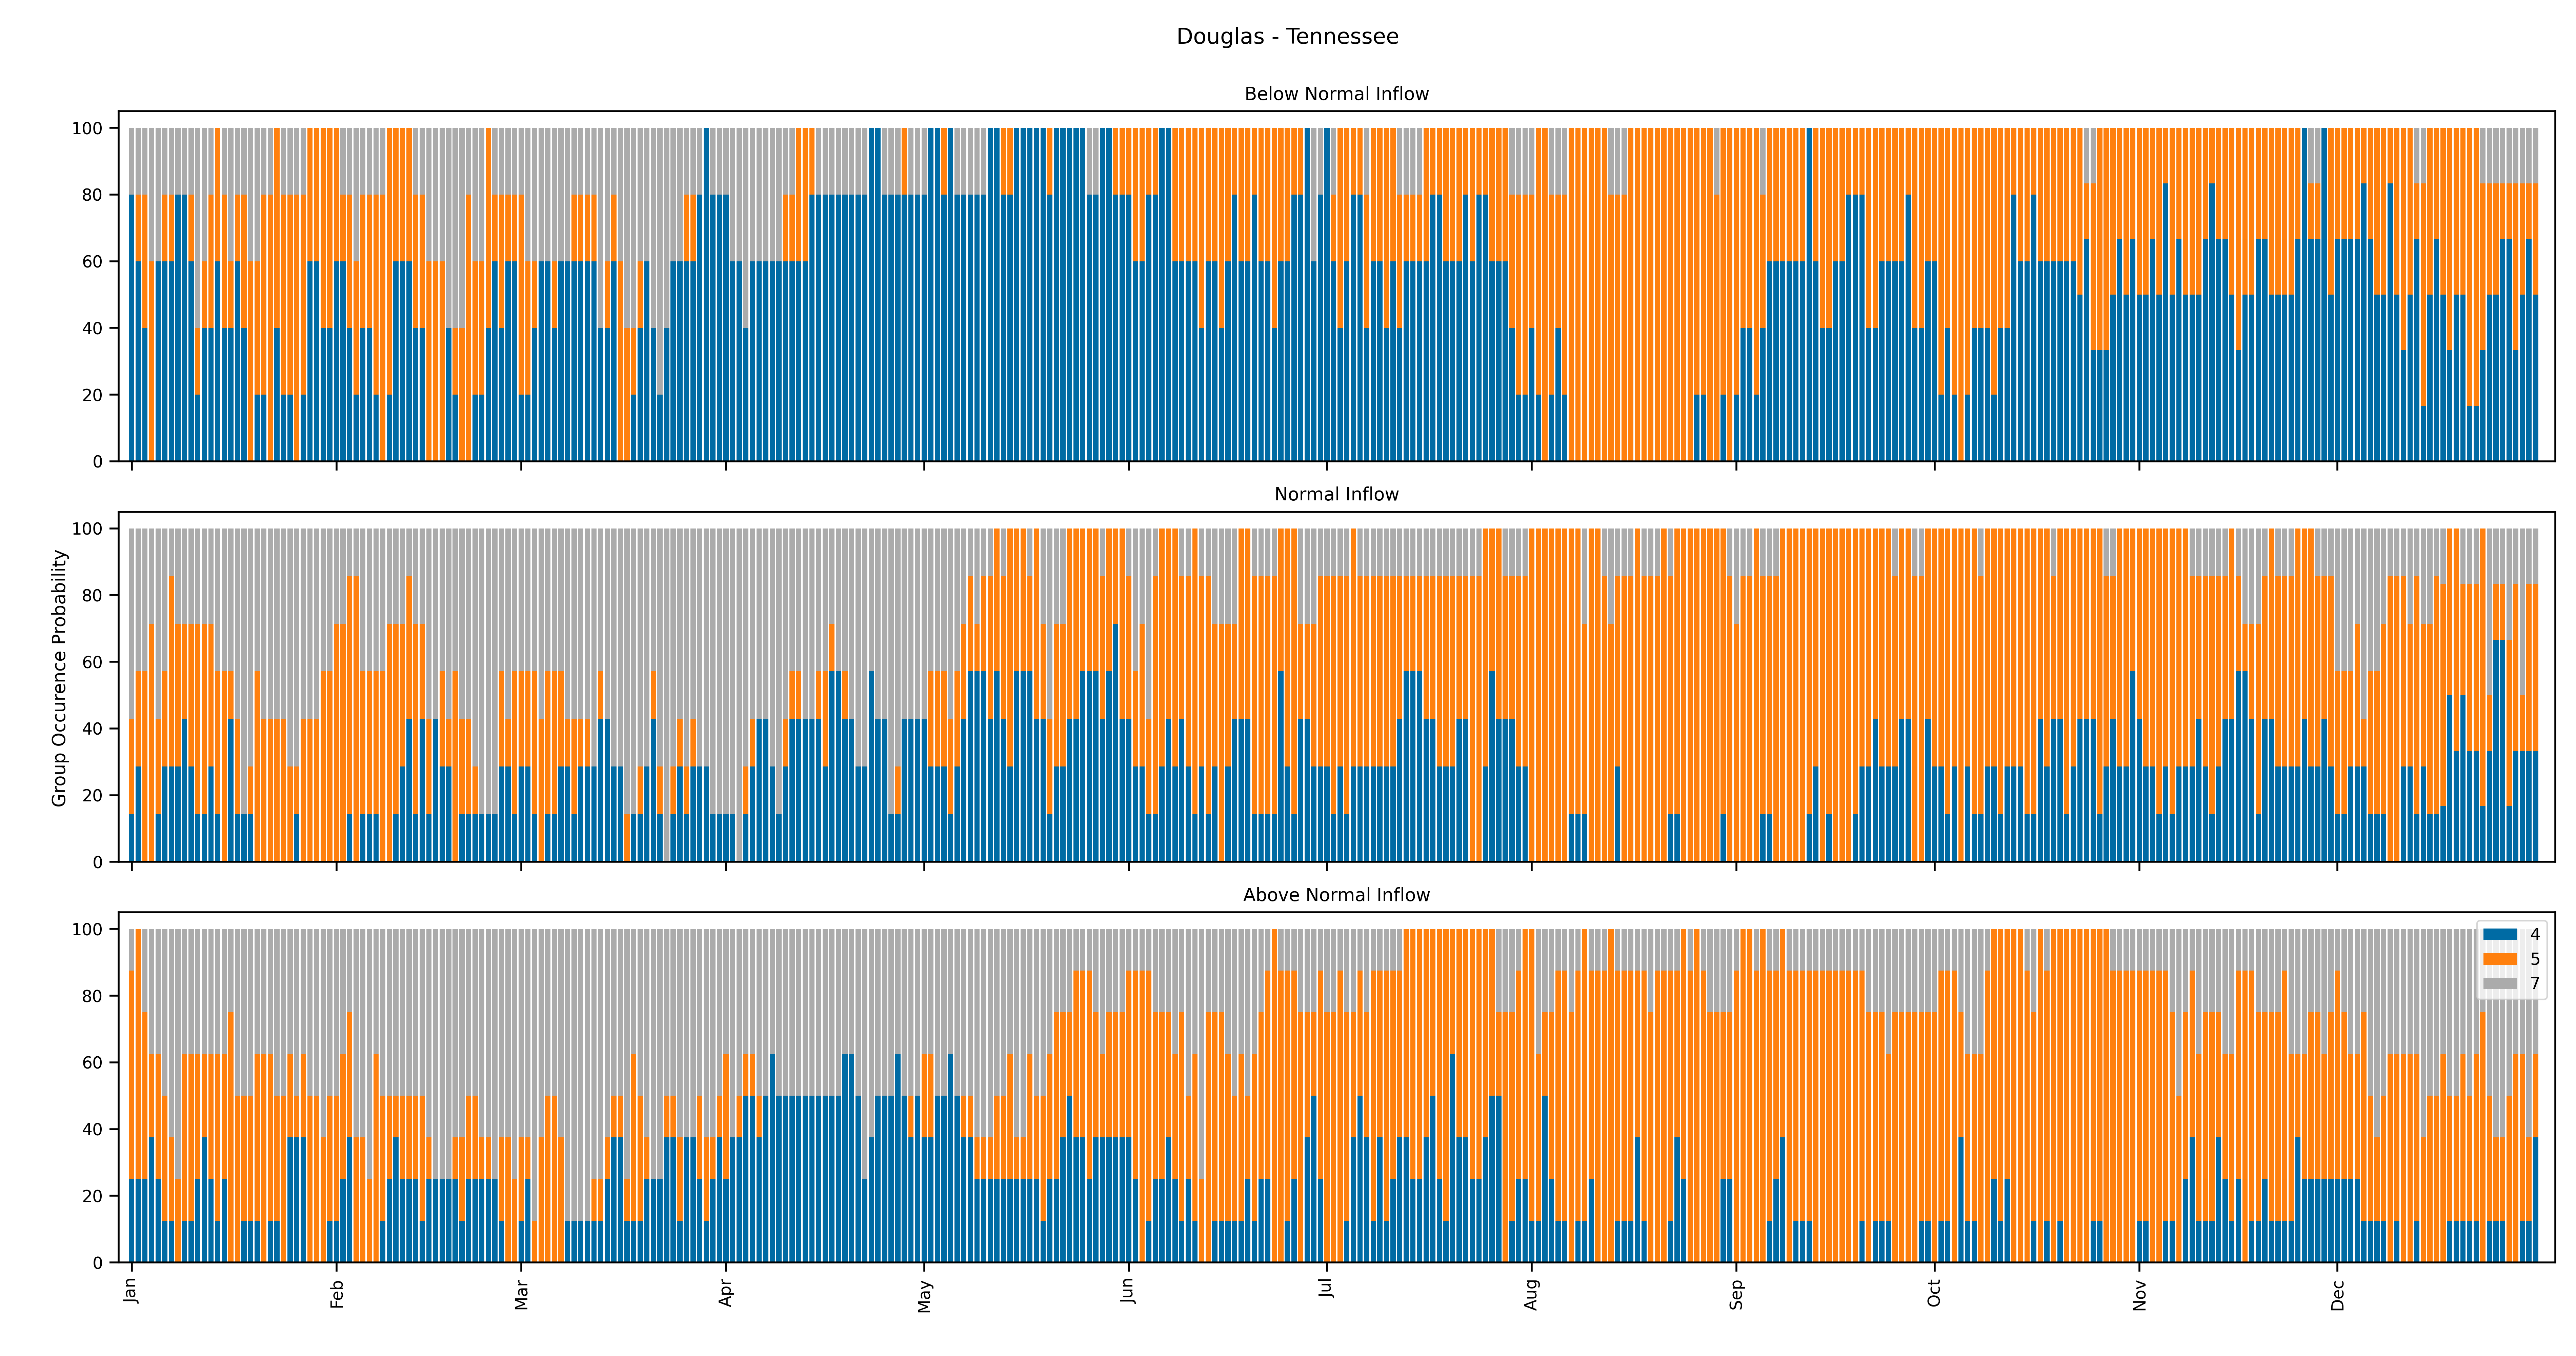 Douglas - Tennessee
Below Normal Inflow
100
80
60
40
20
0
Normal Inflow
Group Occurence Probability
100
80
60
40
20
0
Above Normal Inflow
100
80
60
40
20
0
4
5
7
Jan
Feb
Mar
Apr
May
Jun
Jul
Aug
Sep
Oct
Nov
Dec